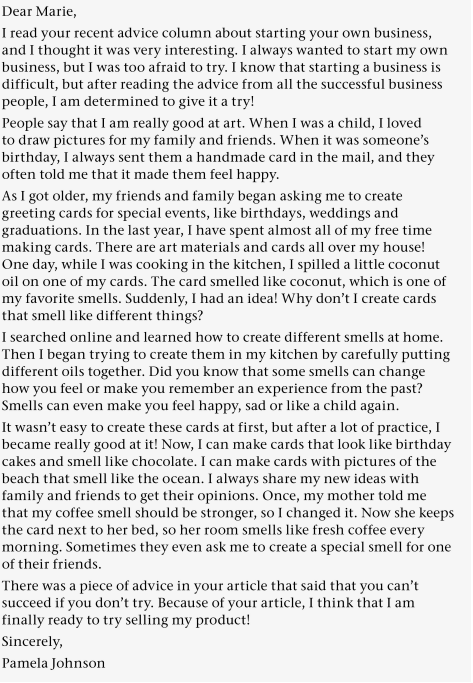 Dear Marie,
I read your recent advice column about starting your own business,
and I thought it was very interesting. I always wanted to start my own
business, but I was too afraid to try. I know that starting a business is
difficult, but after reading the advice from all the successful business
people, I am determined to give it a try!
People say that I am really good at art. When I was a child, I loved
to draw pictures for my family and friends. When it was someone's
birthday, I always sent them a handmade card in the mail, and they
often told me that it made them feel happy.
As I got older, my friends and family began asking me to create
greeting cards for special events, like birthdays, weddings and
graduations. In the last year, I have spent almost all of my free time
making cards. There are art materials and cards all over my house!
One day, while I was cooking in the kitchen, I spilled a little coconut
oil on one of my cards. The card smelled like coconut, which is one of
my favorite smells. Suddenly, I had an idea! Why don't I create cards
that smell like different things?
I searched online and learned how to create different smells at home.
Then I began trying to create them in my kitchen by carefully putting
different oils together. Did you know that some smells can change
how you feel or make you remember an experience from the past?
Smells can even make you feel happy, sad or like a child again.
It wasn't easy to create these cards at first, but after a lot of practice, I
became really good at it! Now, I can make cards that look like birthday
cakes and smell like chocolate. I can make cards with pictures of the
beach that smell like the ocean. I always share my new ideas with
family and friends to get their opinions. Once, my mother told me
that my coffee smell should be stronger, so I changed it. Now she keeps
the card next to her bed, so her room smells like fresh coffee every
morning. Sometimes they even ask me to create a special smell for one
of their friends.
There was a piece of advice in your article that said that you can't
succeed if you don't try. Because of your article, I think that I am
finally ready to try selling my product!
Sincerely,
Pamela Johnson